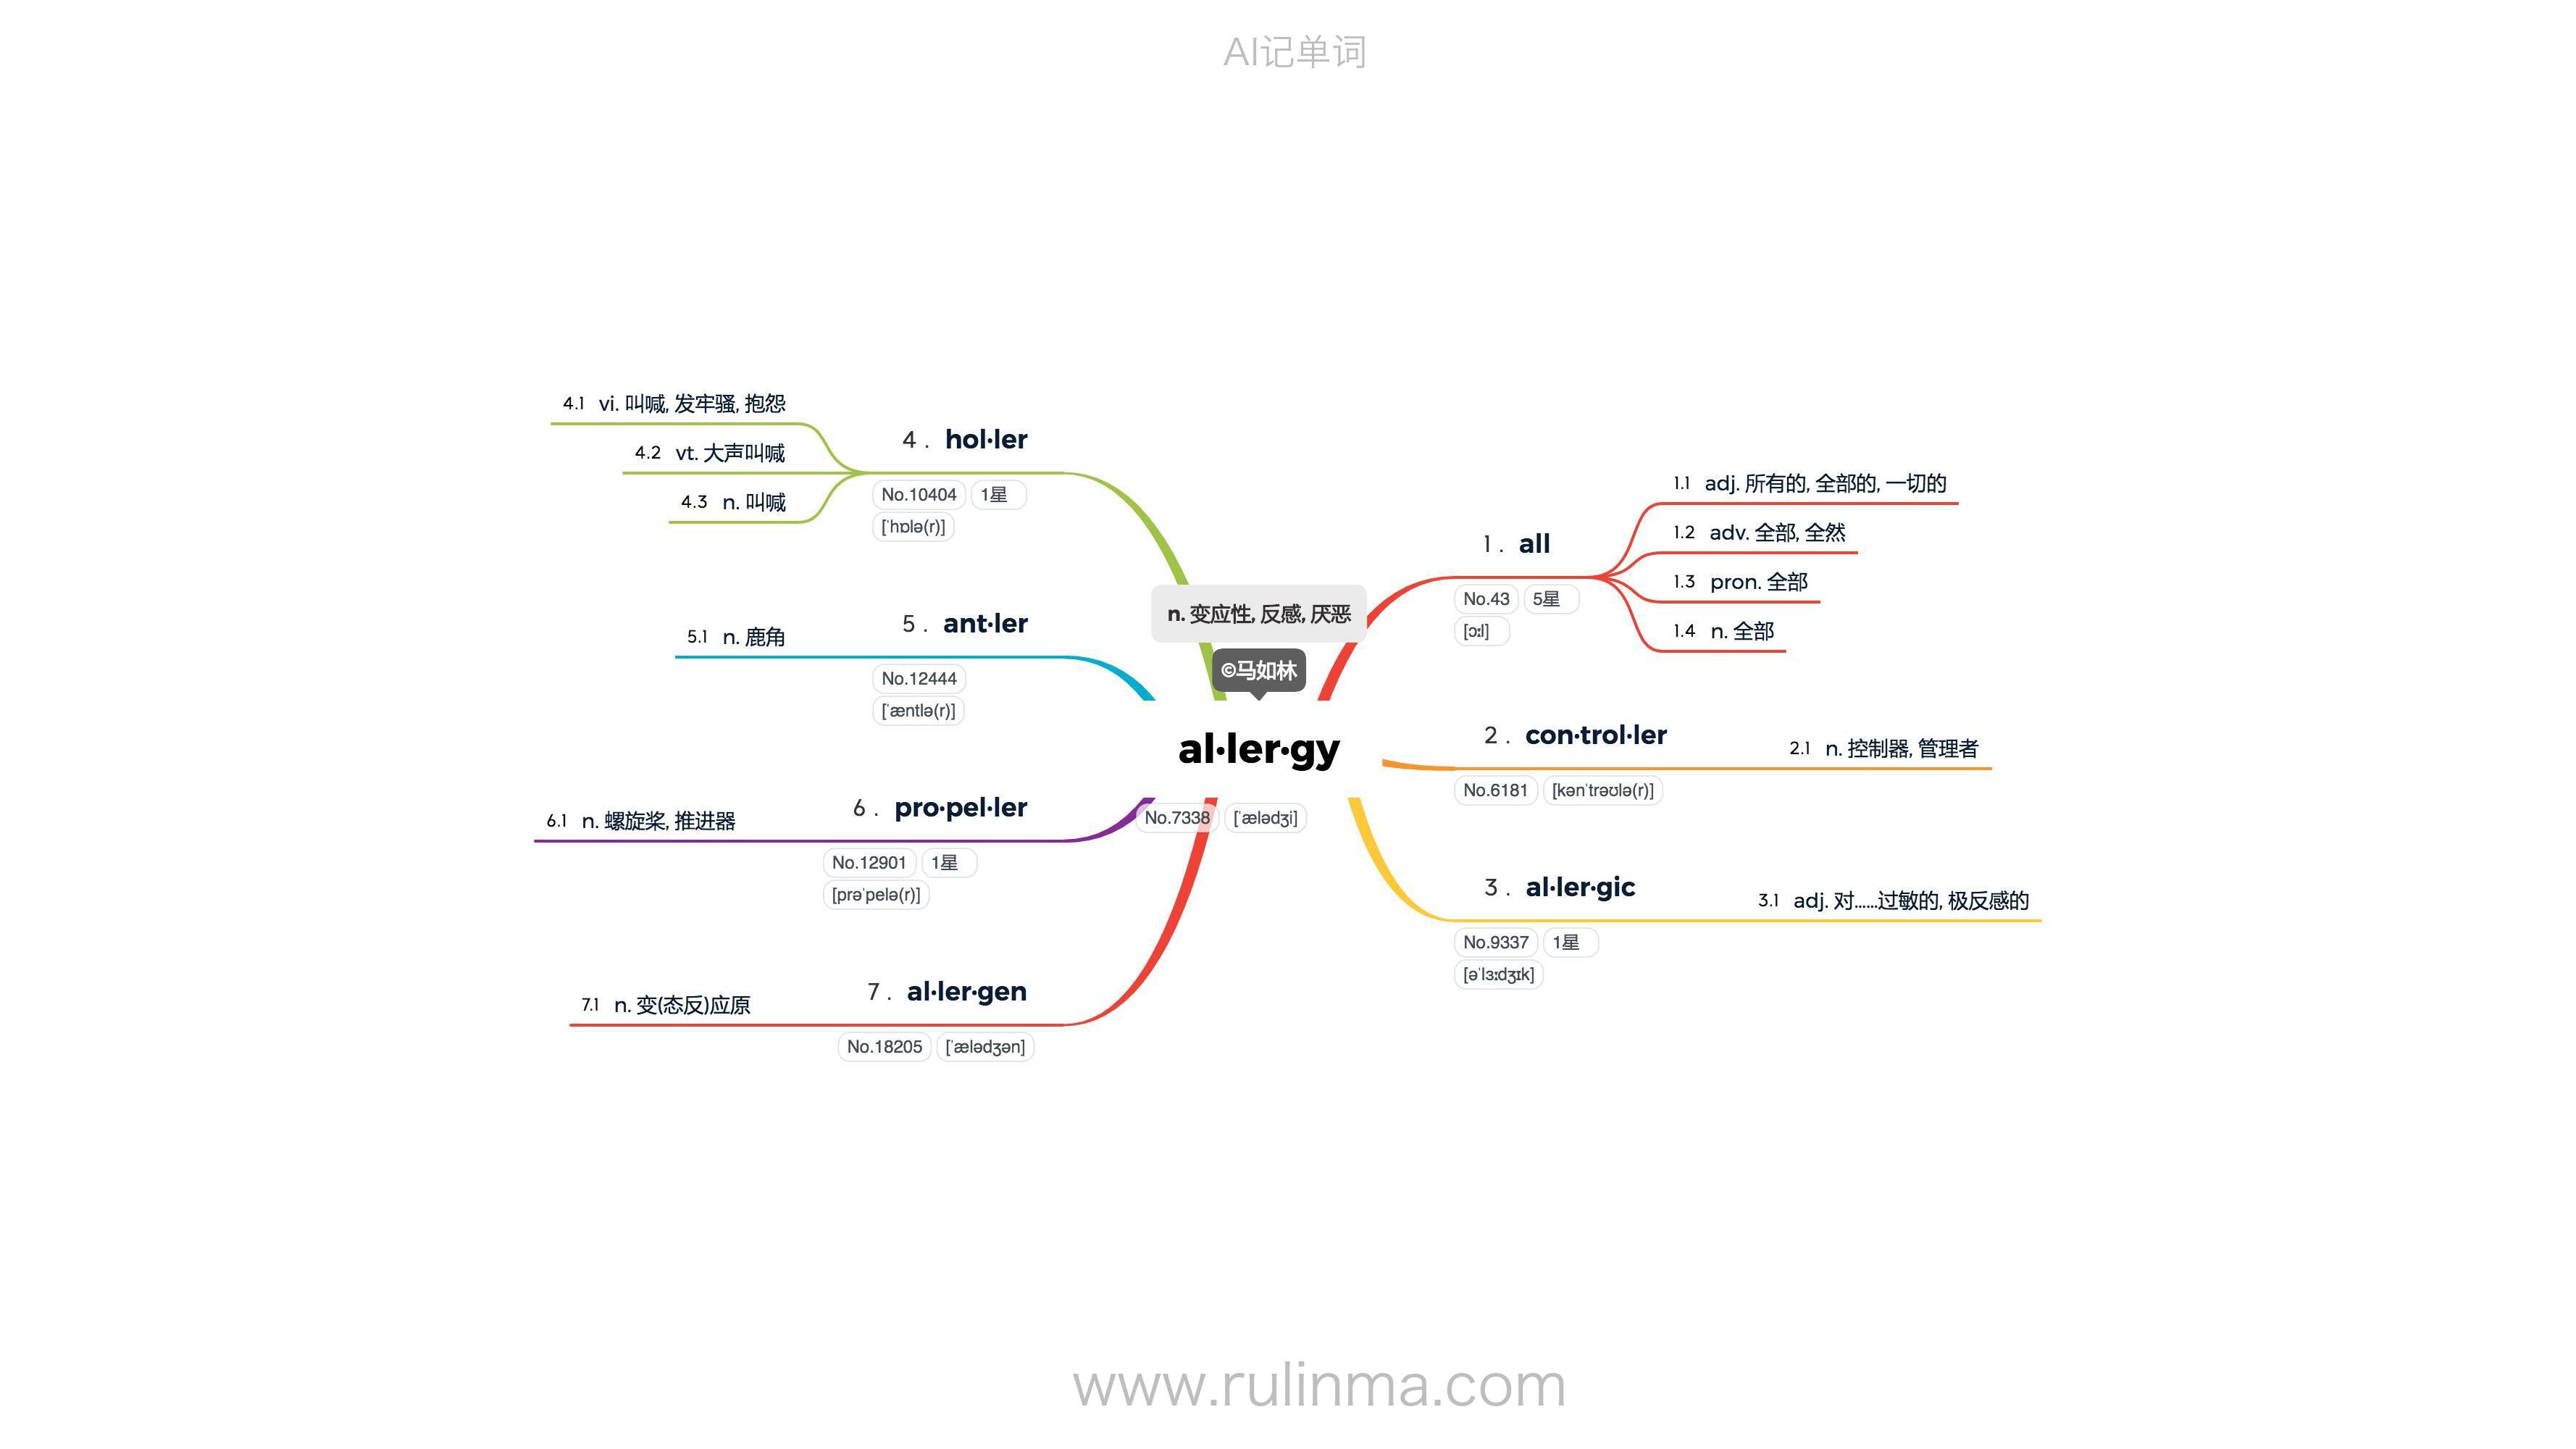 AI记单词
n. 变应性, 反感, 厌恶
©马如林
al·ler·gy
No.7338 [ˈælədʒi]
1 . all
No.43 5星
[ɔːl]
1.1 adj. 所有的, 全部的, 一切的
1.2 adv. 全部, 全然
1.3 pron. 全部
1.4 n. 全部
2 . con·trol·ler
No.6181 [kənˈtrəʊlə(r)]
2.1 n. 控制器, 管理者
3 . al·ler·gic
No.9337 1星
[əˈlɜːdʒɪk]
3.1 adj. 对……过敏的, 极反感的
4 . hol·ler
No.10404 1星
[ˈhɒlə(r)]
4.1 vi. 叫喊, 发牢骚, 抱怨
4.2 vt. 大声叫喊
4.3 n. 叫喊
5 . ant·ler
No.12444
[ˈæntlə(r)]
5.1 n. 鹿角
6 . pro·pel·ler
No.12901 1星
[prəˈpelə(r)]
6.1 n. 螺旋桨, 推进器
7 . al·ler·gen
No.18205 [ˈælədʒən]
7.1 n. 变(态反)应原
www.rulinma.com